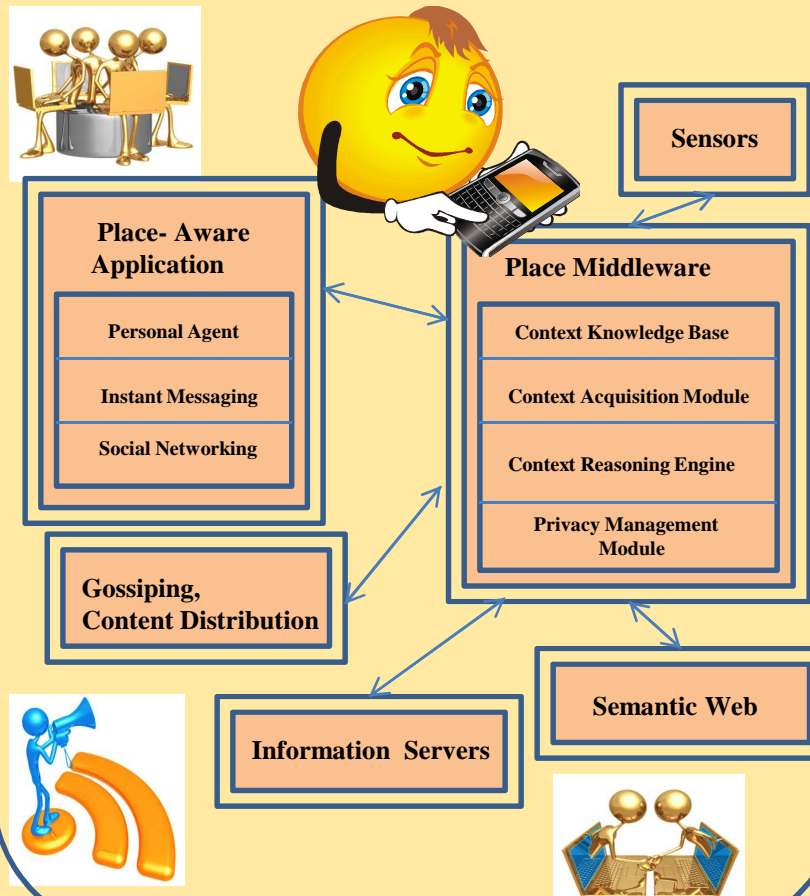 Sensors
Place- Aware
Application
Personal Agent
Instant Messaging
Social Networking
Place Middleware
Context Knowledge Base
Context Acquisition Module
Context Reasoning Engine
Privacy Management
Module
Gossiping,
Content Distribution
Semantic Web
Information Servers